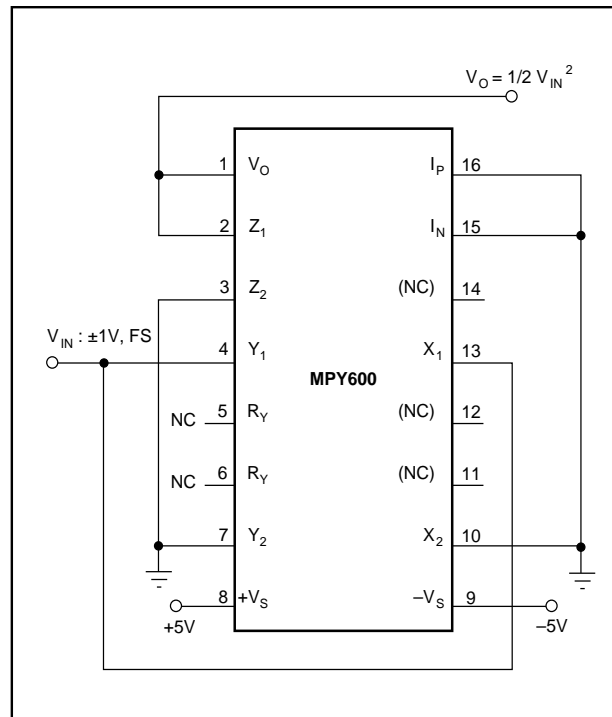 V_O = 1/2 V_IN^2
1 V_O I_P 16
2 Z_1 I_N 15
3 Z_2 (NC) 14
V_IN : ±1V, FS
4 Y_1 X_1 13
MPY600
NC 5 R_Y (NC) 12
NC 6 R_Y (NC) 11
7 Y_2 X_2 10
8 +V_S –V_S 9
+5V –5V